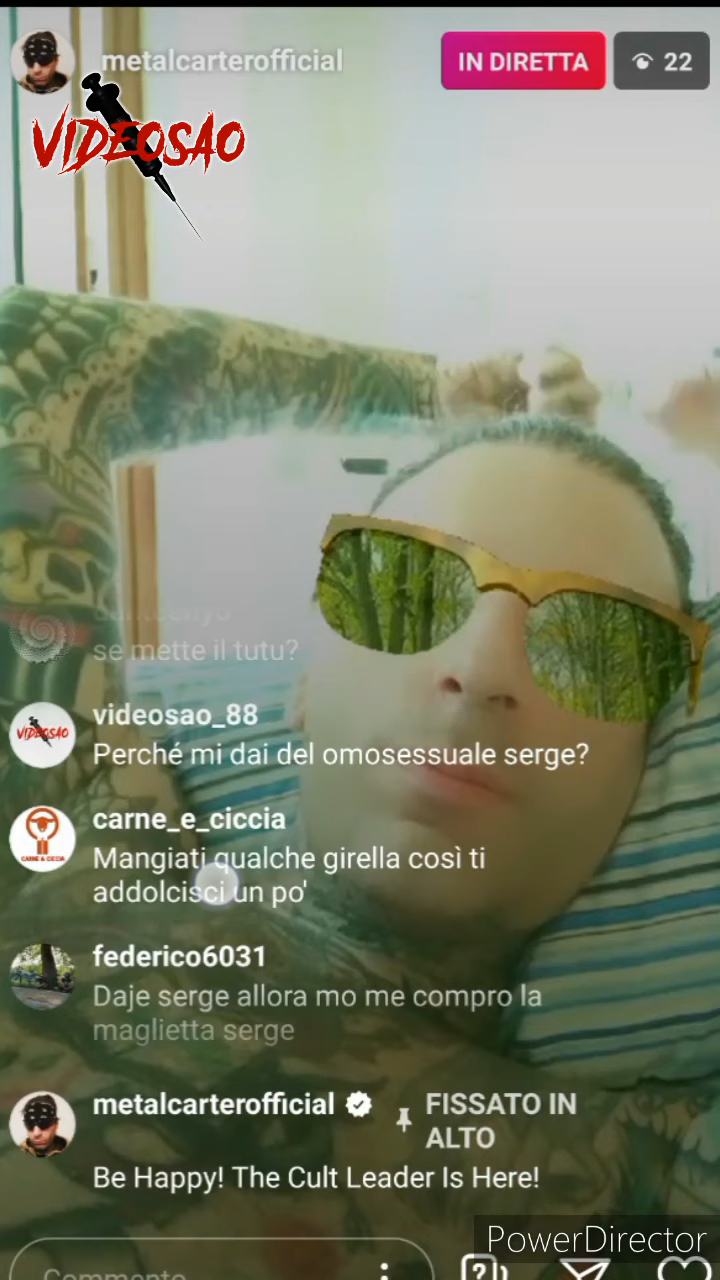 metalcarterofficial
IN DIRETTA
22
VIDEOSAO
se mette il tutu?
videosao_88
Perché mi dai del omosessuale serge?
carne_e_ciccia
Mangiati qualche girella così ti
addolcisci un po'
federico6031
Daje serge allora mo me compro la
maglietta serge
metalcarterofficial
FISSATO IN
ALTO
Be Happy! The Cult Leader Is Here!
PowerDirector
Commento